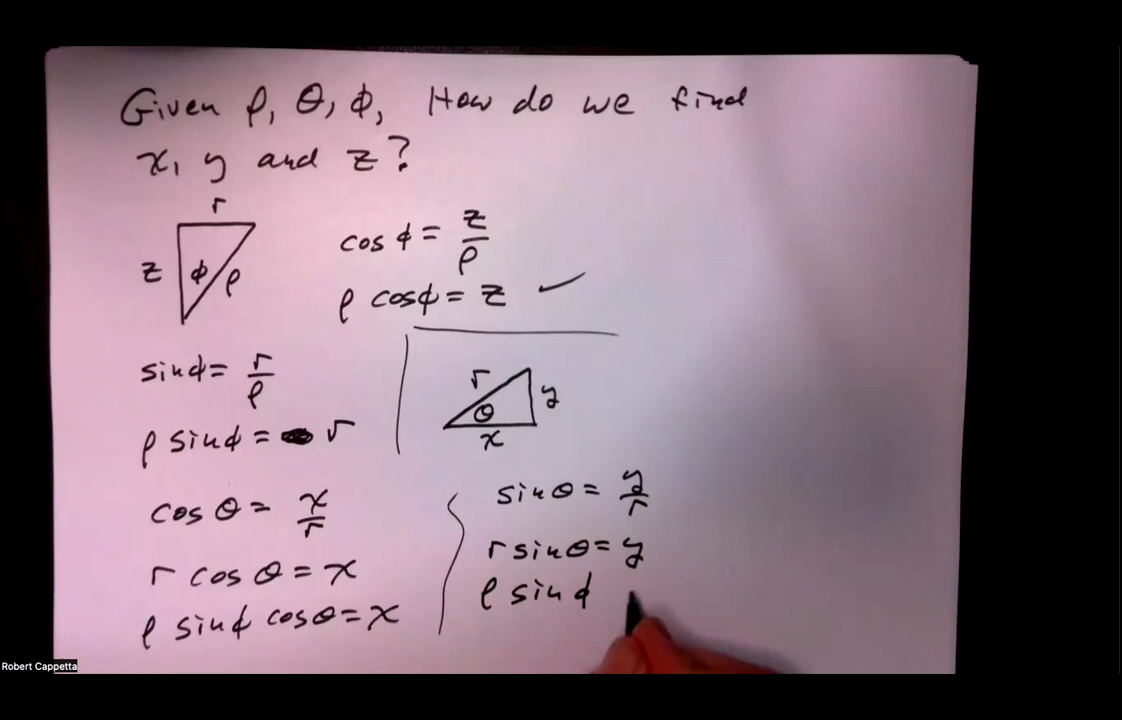 Given ρ, θ, φ, How do we find
x, y and z?
r
z φ ρ
cos φ = z/ρ
ρ cos φ = z ✓
sin φ = r/ρ
ρ sin φ = r
r
θ y
x
cos θ = x/r
r cos θ = x
ρ sin φ cos θ = x
sin θ = y/r
r sin θ = y
ρ sin φ
Robert Cappetta